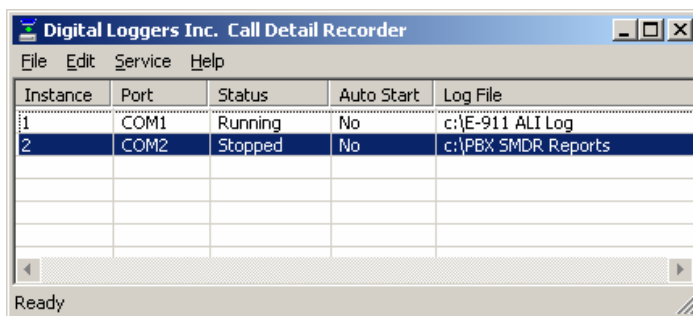 Digital Loggers Inc. Call Detail Recorder
File Edit Service Help
Instance Port Status Auto Start Log File
1 COM1 Running No c:\E-911 ALI Log
2 COM2 Stopped No c:\PBX SMDR Reports
Ready